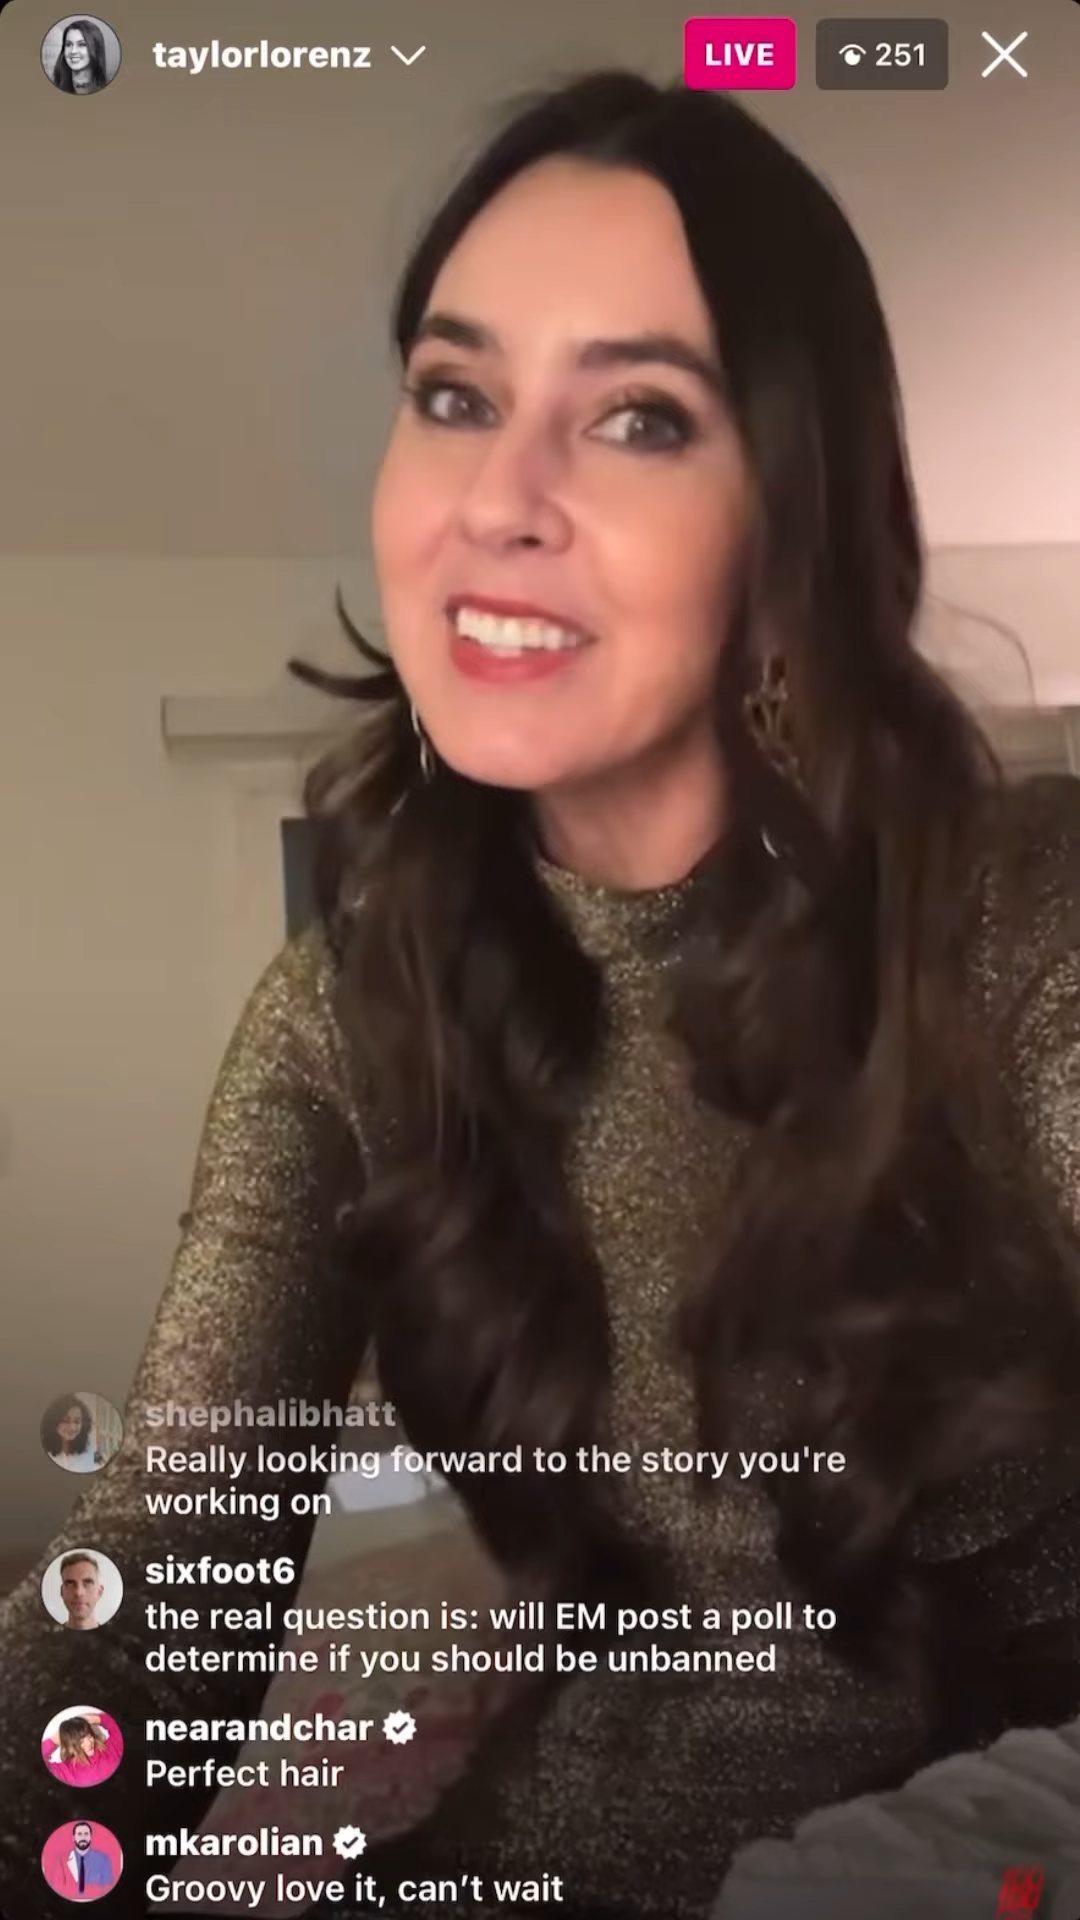 taylorlorenz
LIVE
251
shephalibhatt
Really looking forward to the story you're
working on
sixfoot6
the real question is: will EM post a poll to
determine if you should be unbanned
nearandchar
Perfect hair
mkarolian
Groovy love it, can’t wait